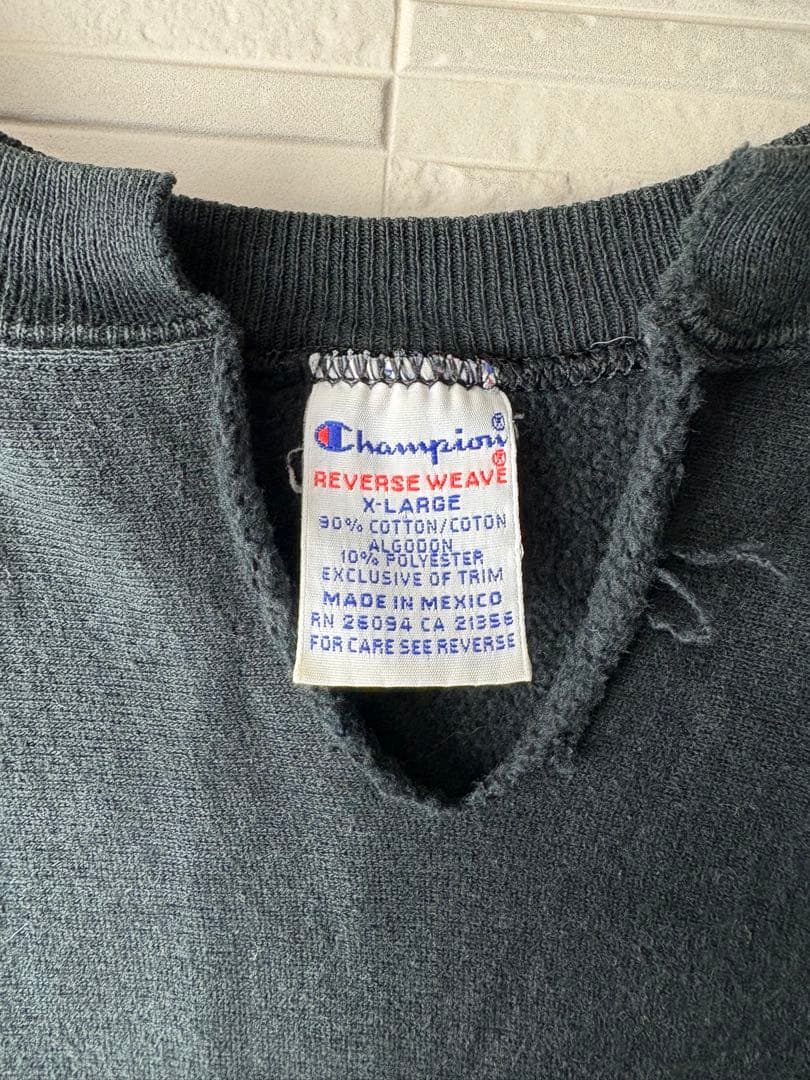 Champion®
REVERSE WEAVE®
X-LARGE
90% COTTON/COTON
ALGODON
10% POLYESTER
EXCLUSIVE OF TRIM
MADE IN MEXICO
RN 26094 CA 21356
FOR CARE SEE REVERSE